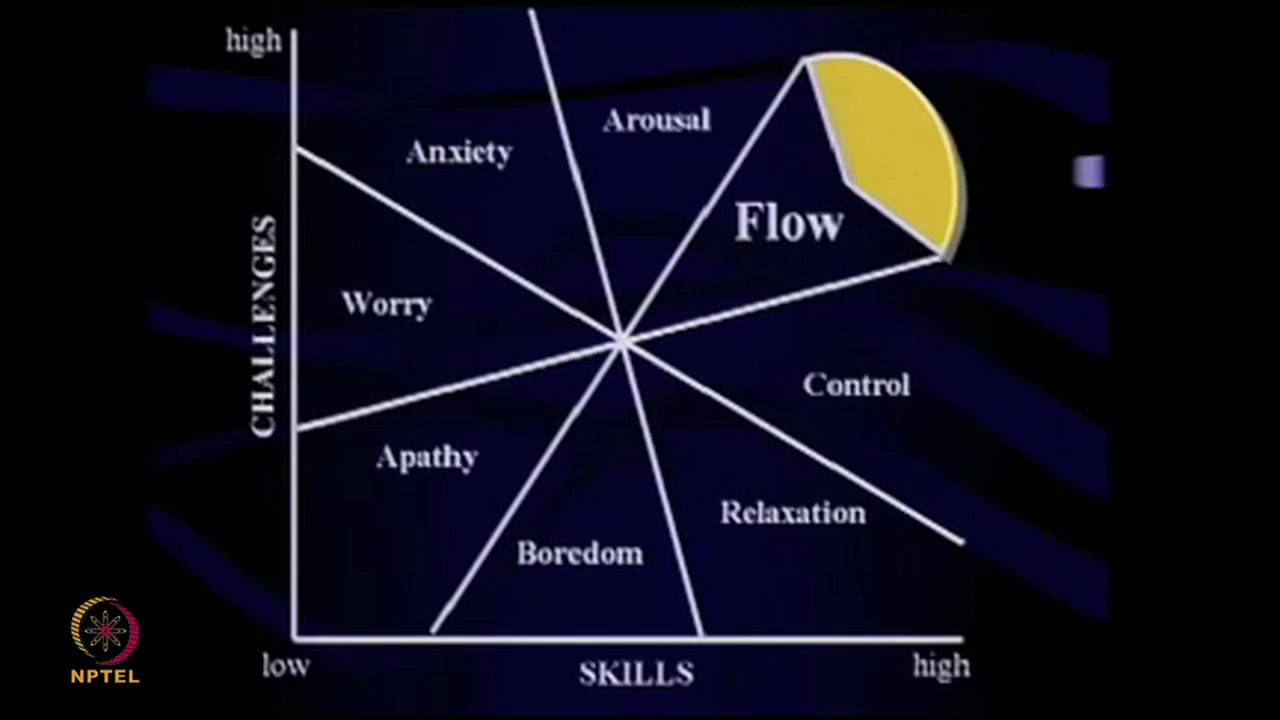 high
Arousal
Anxiety
Flow
CHALLENGES
Worry
Control
Apathy
Relaxation
Boredom
low
SKILLS
high
NPTEL